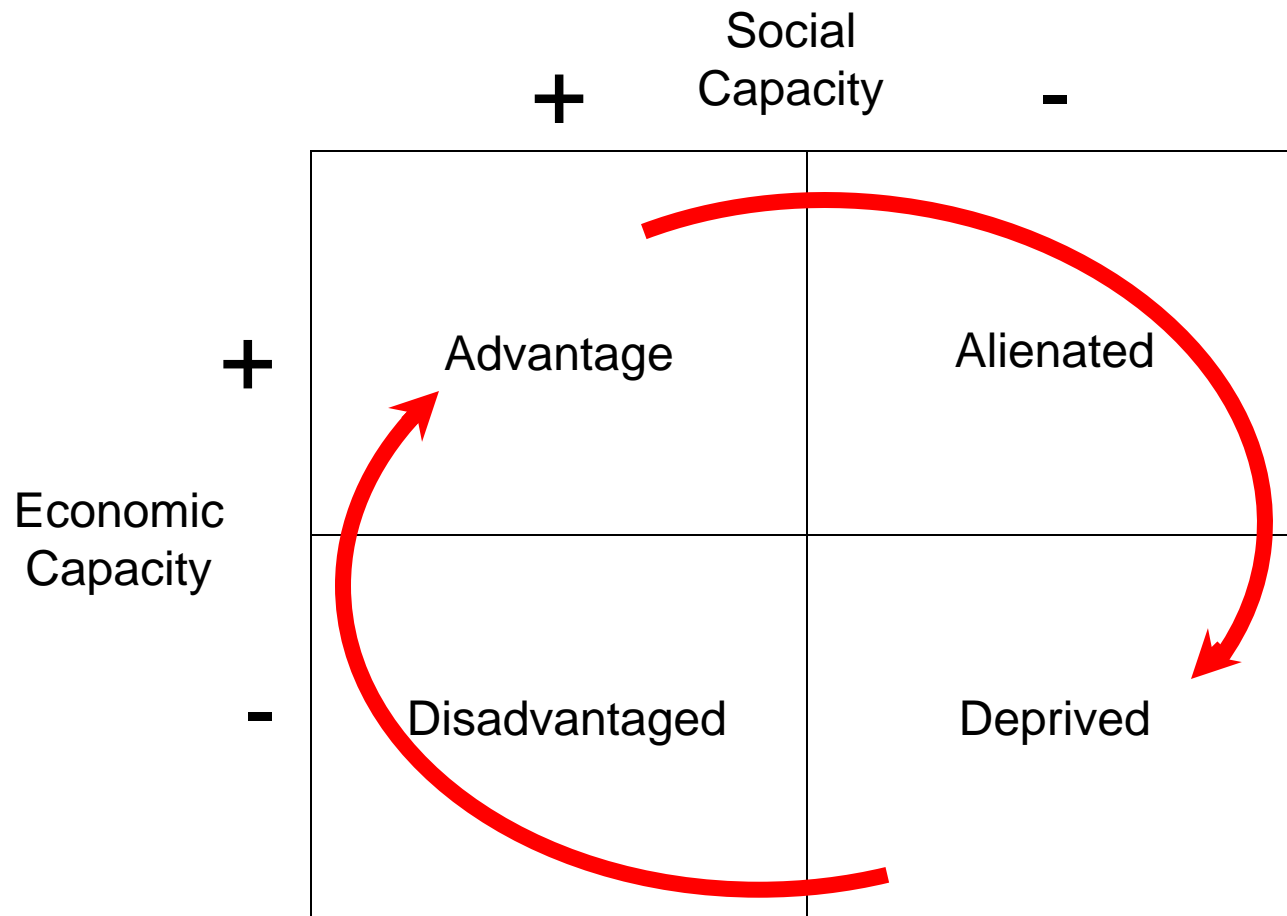 Social
Capacity
+ -
+
Advantage Alienated
Economic
Capacity
- Disadvantaged Deprived